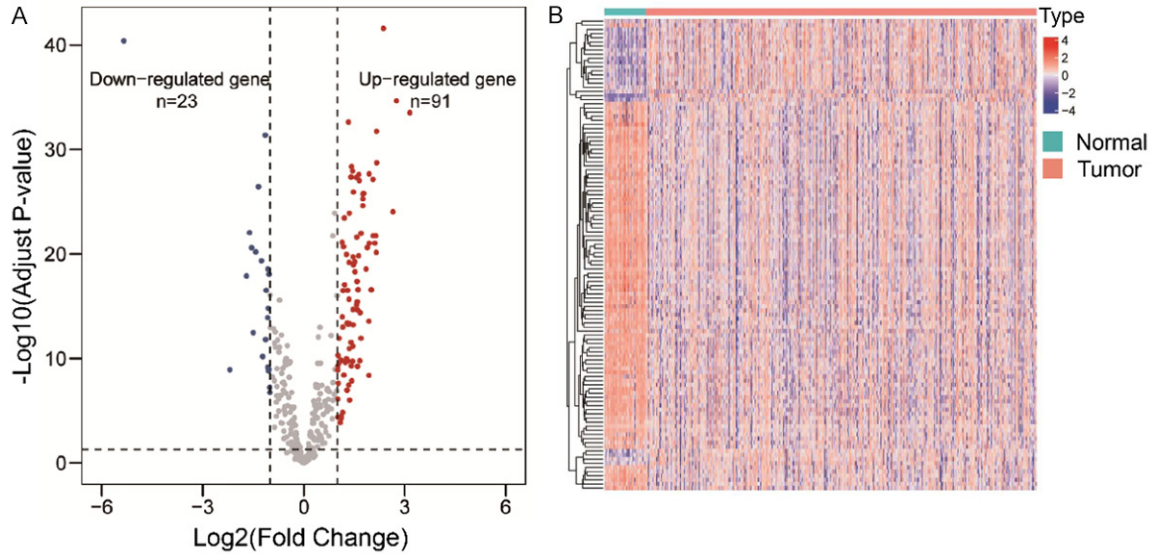 A
-Log10(Adjust P-value)
40
30
20
10
0
Down-regulated gene
n=23
Up-regulated gene
n=91
−6
−3
0
3
6
Log2(Fold Change)
B
Type
4
2
0
−2
−4
Normal
Tumor